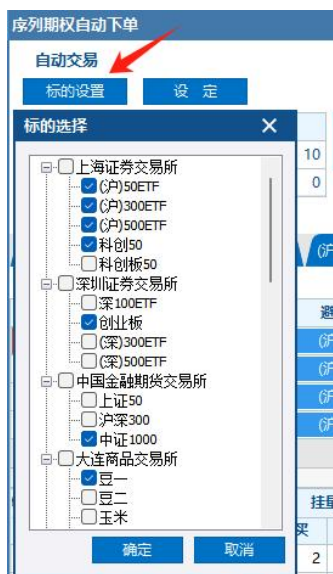 序列期权自动下单
自动交易
标的设置 设 定
标的选择
10
0
上海证券交易所
(沪)50ETF
(沪)300ETF
(沪)500ETF
科创50
科创板50
深圳证券交易所
深100ETF
创业板
(深)300ETF
(深)500ETF
中国金融期货交易所
上证50
沪深300
中证1000
大连商品交易所
豆一
豆二
玉米
确定 取消
买
2